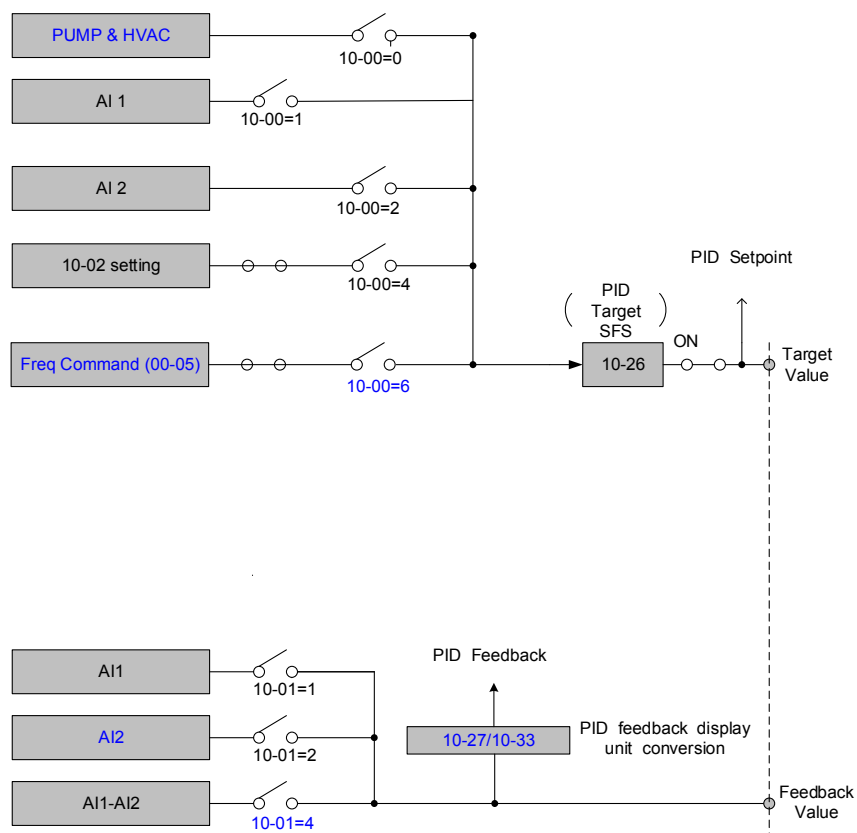 PUMP & HVAC
10-00=0
AI 1
10-00=1
AI 2
10-00=2
10-02 setting
10-00=4
PID Setpoint
( PID
Target
SFS )
Freq Command (00-05)
10-00=6
10-26
ON
Target
Value
AI1
10-01=1
PID Feedback
AI2
10-01=2
10-27/10-33
PID feedback display
unit conversion
AI1-AI2
10-01=4
Feedback
Value